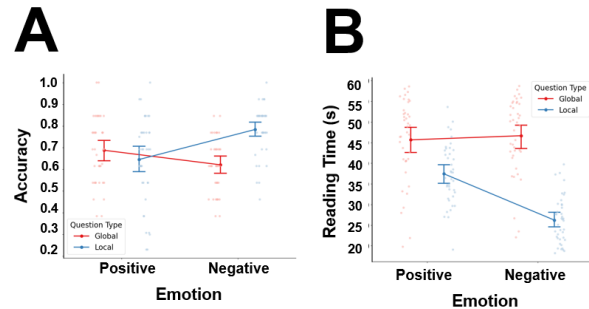 A
Accuracy
1.0
0.9
0.8
0.7
0.6
0.5
0.4
0.3
0.2
Question Type
Global
Local
Positive Negative
Emotion
B
Reading Time (s)
60
55
50
45
40
35
30
25
20
Question Type
Global
Local
Positive Negative
Emotion